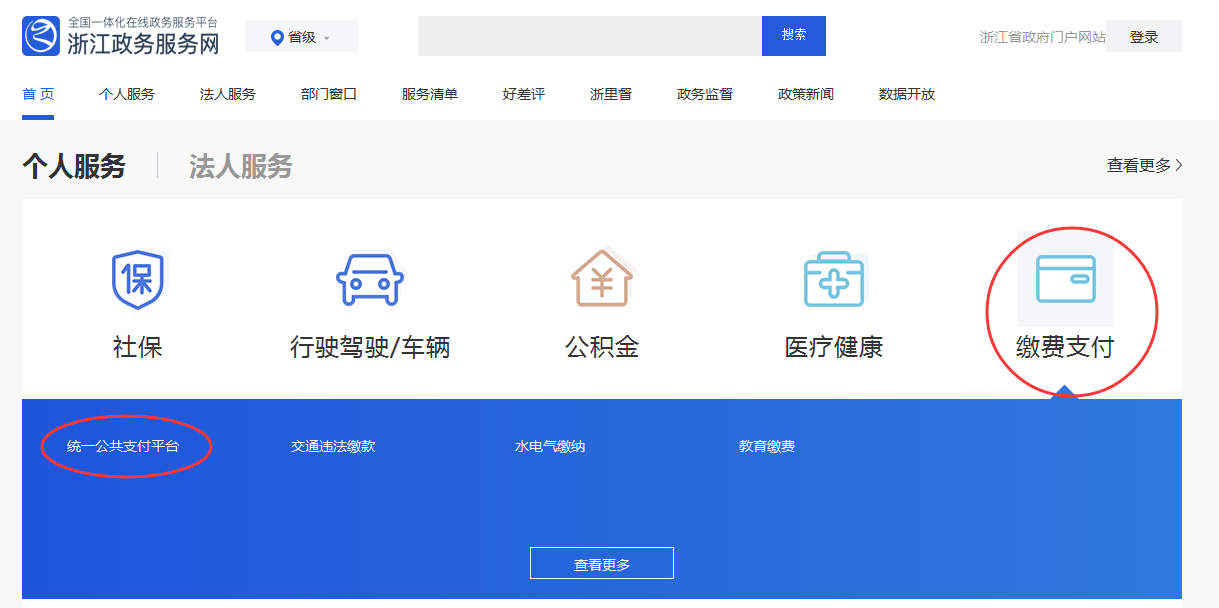 全国一体化在线政务服务平台
浙江政务服务网
省级
搜索
浙江省政府门户网站
登录
首页 个人服务 法人服务 部门窗口 服务清单 好差评 浙里督 政务监督 政策新闻 数据开放
个人服务 法人服务 查看更多
保
¥
社保 行驶驾驶/车辆 公积金 医疗健康 缴费支付
统一公共支付平台 交通违法缴款 水电气缴纳 教育缴费
查看更多